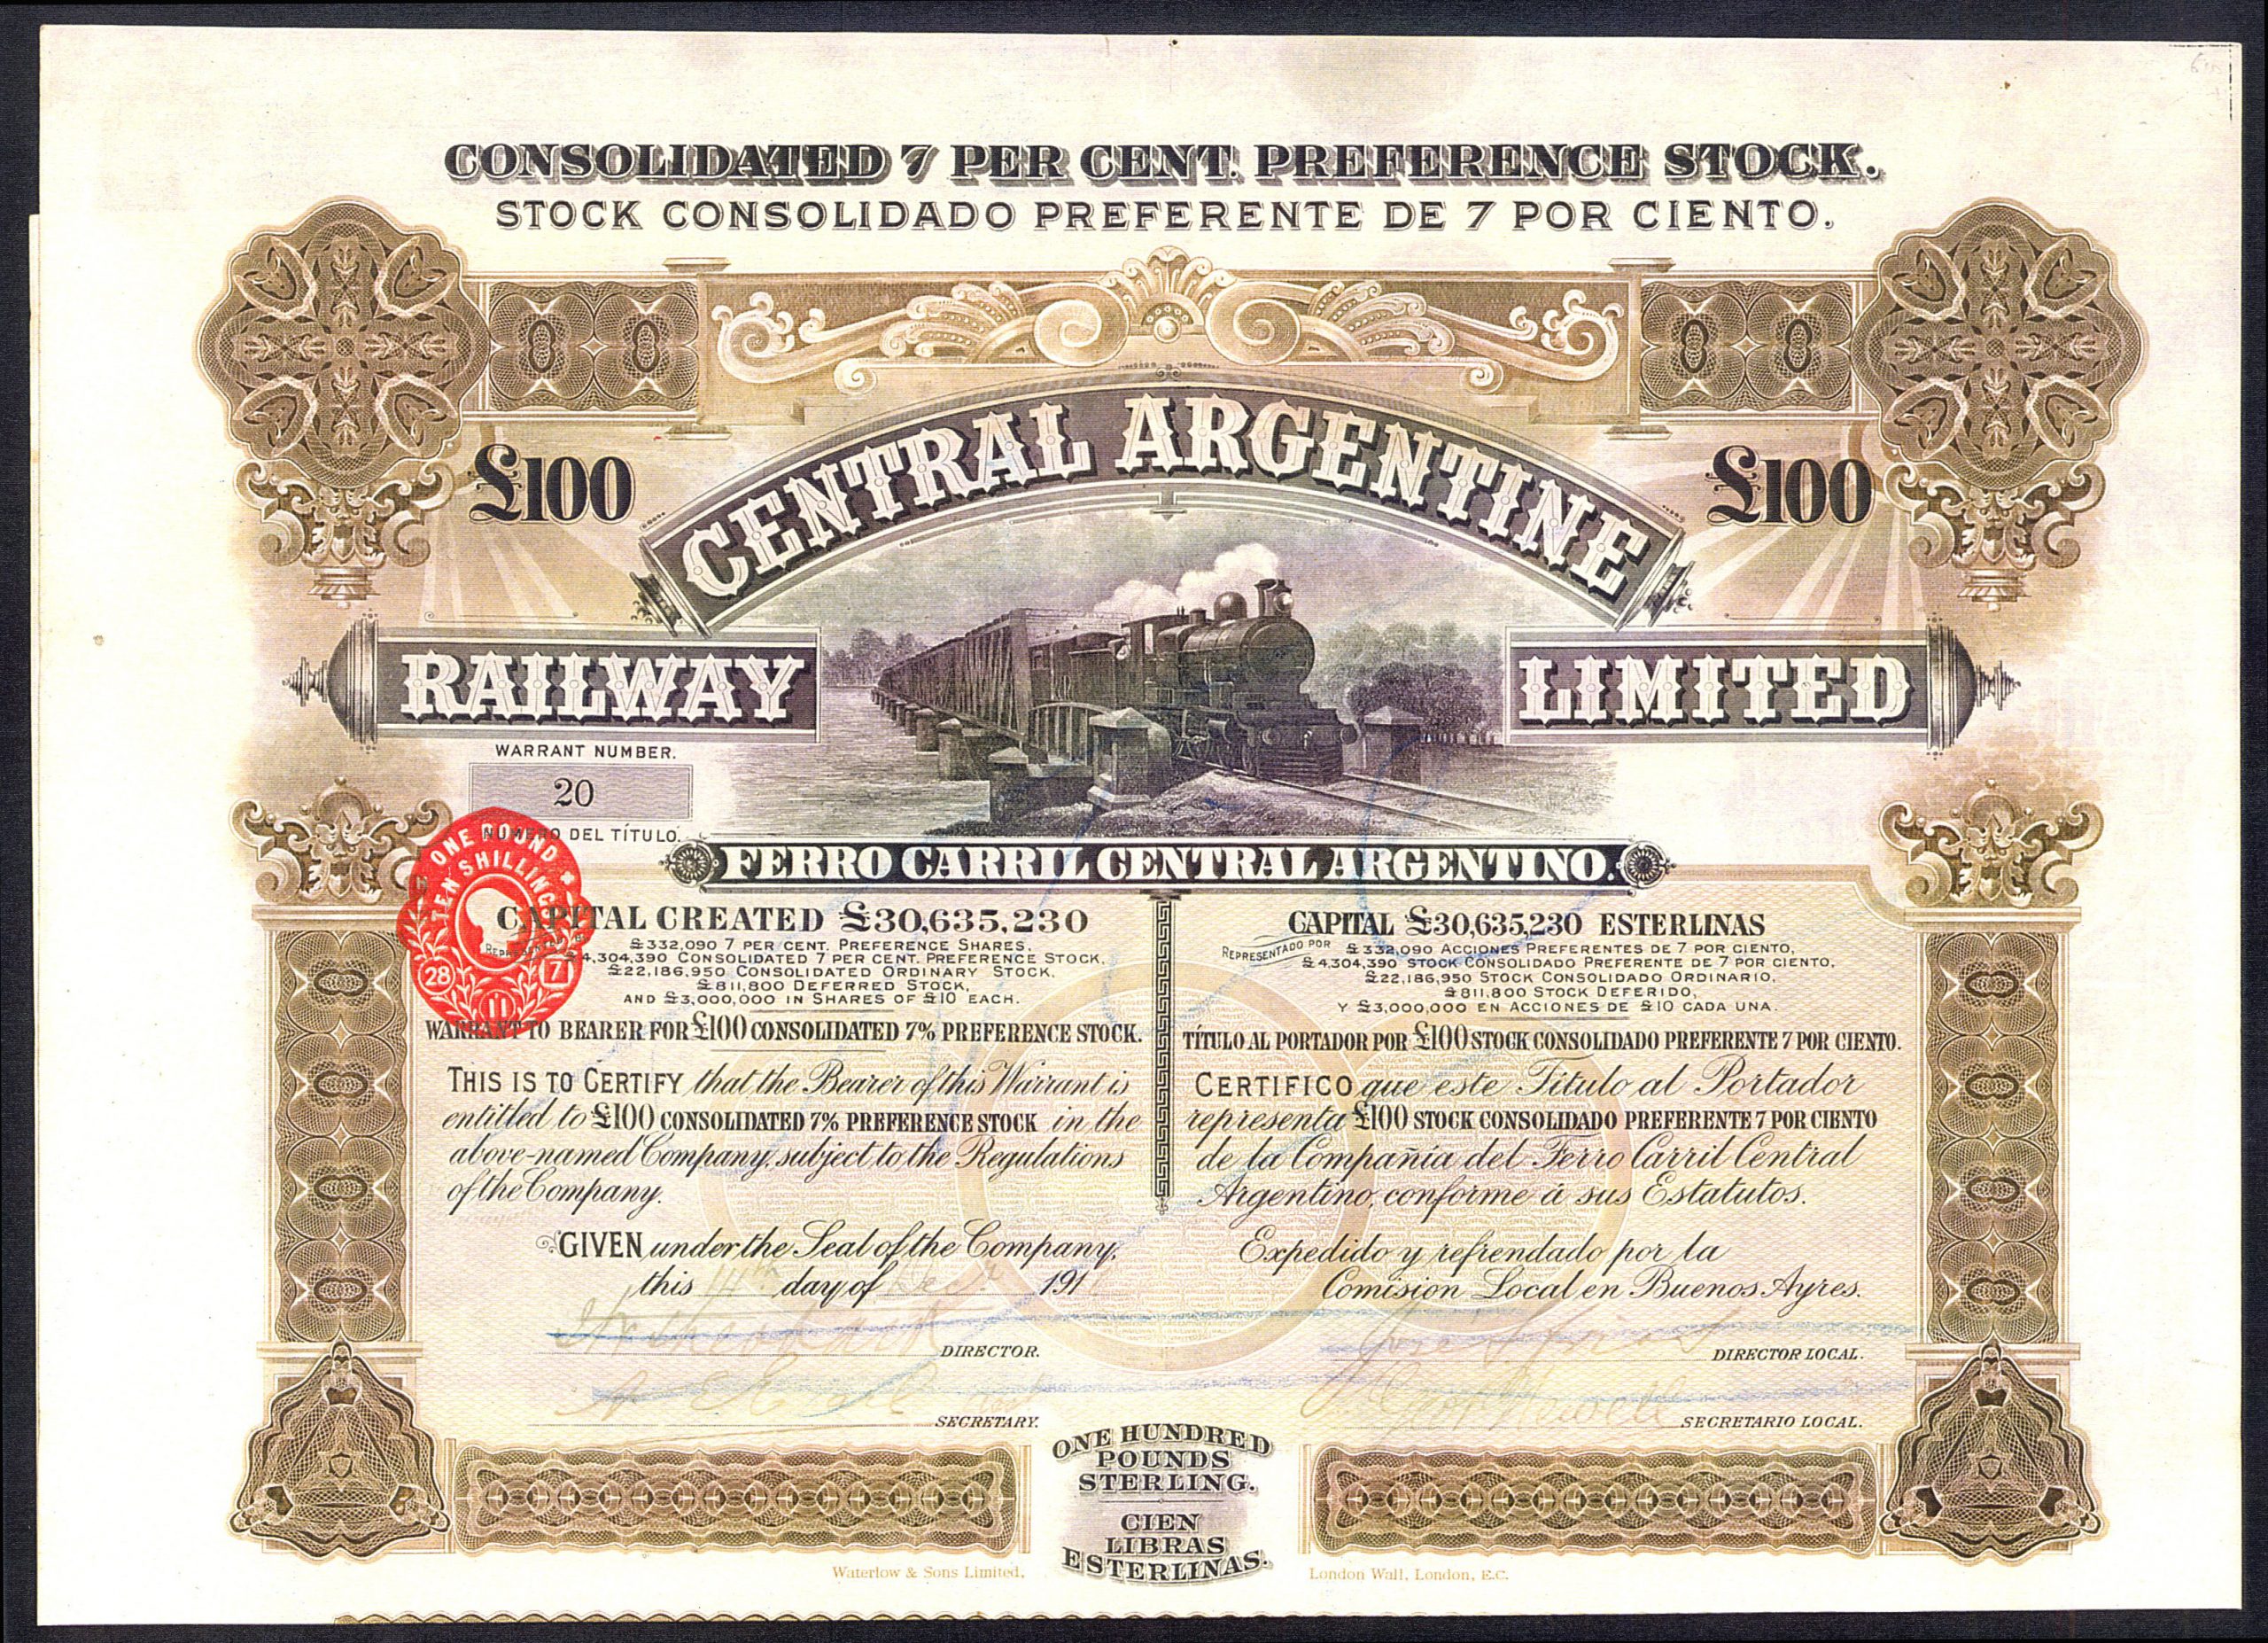 CONSOLIDATED 7 PER CENT. PREFERENCE STOCK.
STOCK CONSOLIDADO PREFERENTE DE 7 POR CIENTO.
£100
£100
CENTRAL ARGENTINE
RAILWAY
LIMITED
WARRANT NUMBER.
20
NUMERO DEL TÍTULO.
ONE POUND
TEN SHILLINGS
28
7
11
FERRO CARRIL CENTRAL ARGENTINO.
CAPITAL CREATED £30,635,230
£332,090 7 PER CENT. PREFERENCE SHARES,
£4,304,390 CONSOLIDATED 7 PER CENT. PREFERENCE STOCK,
£22,186,950 CONSOLIDATED ORDINARY STOCK,
£811,800 DEFERRED STOCK,
AND £3,000,000 IN SHARES OF £10 EACH.
WARRANT TO BEARER FOR £100 CONSOLIDATED 7% PREFERENCE STOCK.
THIS IS TO CERTIFY that the Bearer of this Warrant is
entitled to £100 CONSOLIDATED 7% PREFERENCE STOCK in the
above-named Company, subject to the Regulations
of the Company.
GIVEN under the Seal of the Company,
this 14th day of Decr. 191
DIRECTOR.
SECRETARY.
CAPITAL £30,635,230 ESTERLINAS
REPRESENTADO POR
£332,090 ACCIONES PREFERENTES DE 7 POR CIENTO,
£4,304,390 STOCK CONSOLIDADO PREFERENTE DE 7 POR CIENTO,
£22,186,950 STOCK CONSOLIDADO ORDINARIO,
£811,800 STOCK DEFERIDO,
Y £3,000,000 EN ACCIONES DE £10 CADA UNA.
TÍTULO AL PORTADOR POR £100 STOCK CONSOLIDADO PREFERENTE 7 POR CIENTO.
CERTIFICO que este Título al Portador
representa £100 STOCK CONSOLIDADO PREFERENTE 7 POR CIENTO
de la Compañia del Ferro Carril Central
Argentino, conforme á sus Estatutos.
Expedido y refrendado por la
Comision Local en Buenos Ayres.
DIRECTOR LOCAL.
SECRETARIO LOCAL.
ONE HUNDRED
POUNDS
STERLING.
CIEN
LIBRAS
ESTERLINAS.
Waterlow & Sons Limited,
London Wall, London, E.C.